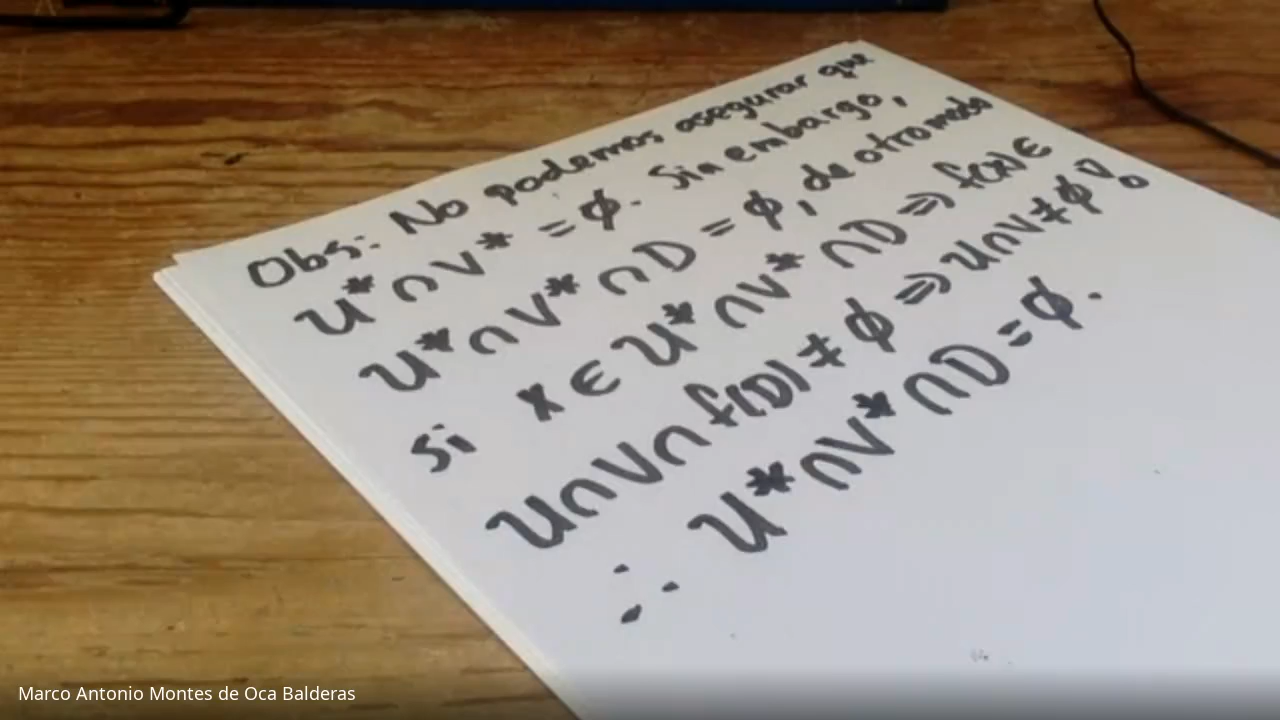 Obs: No podemos asegurar que
U* ∩ V* = ∅. Sin embargo,
U* ∩ V* ∩ D = ∅, de otro modo
si x ∈ U* ∩ V* ∩ D ⇒ f(x) ∈
U ∩ V ∩ f(D) ≠ ∅ ⇒ U ∩ V ≠ ∅ !
∴ U* ∩ V* ∩ D = ∅.
Marco Antonio Montes de Oca Balderas